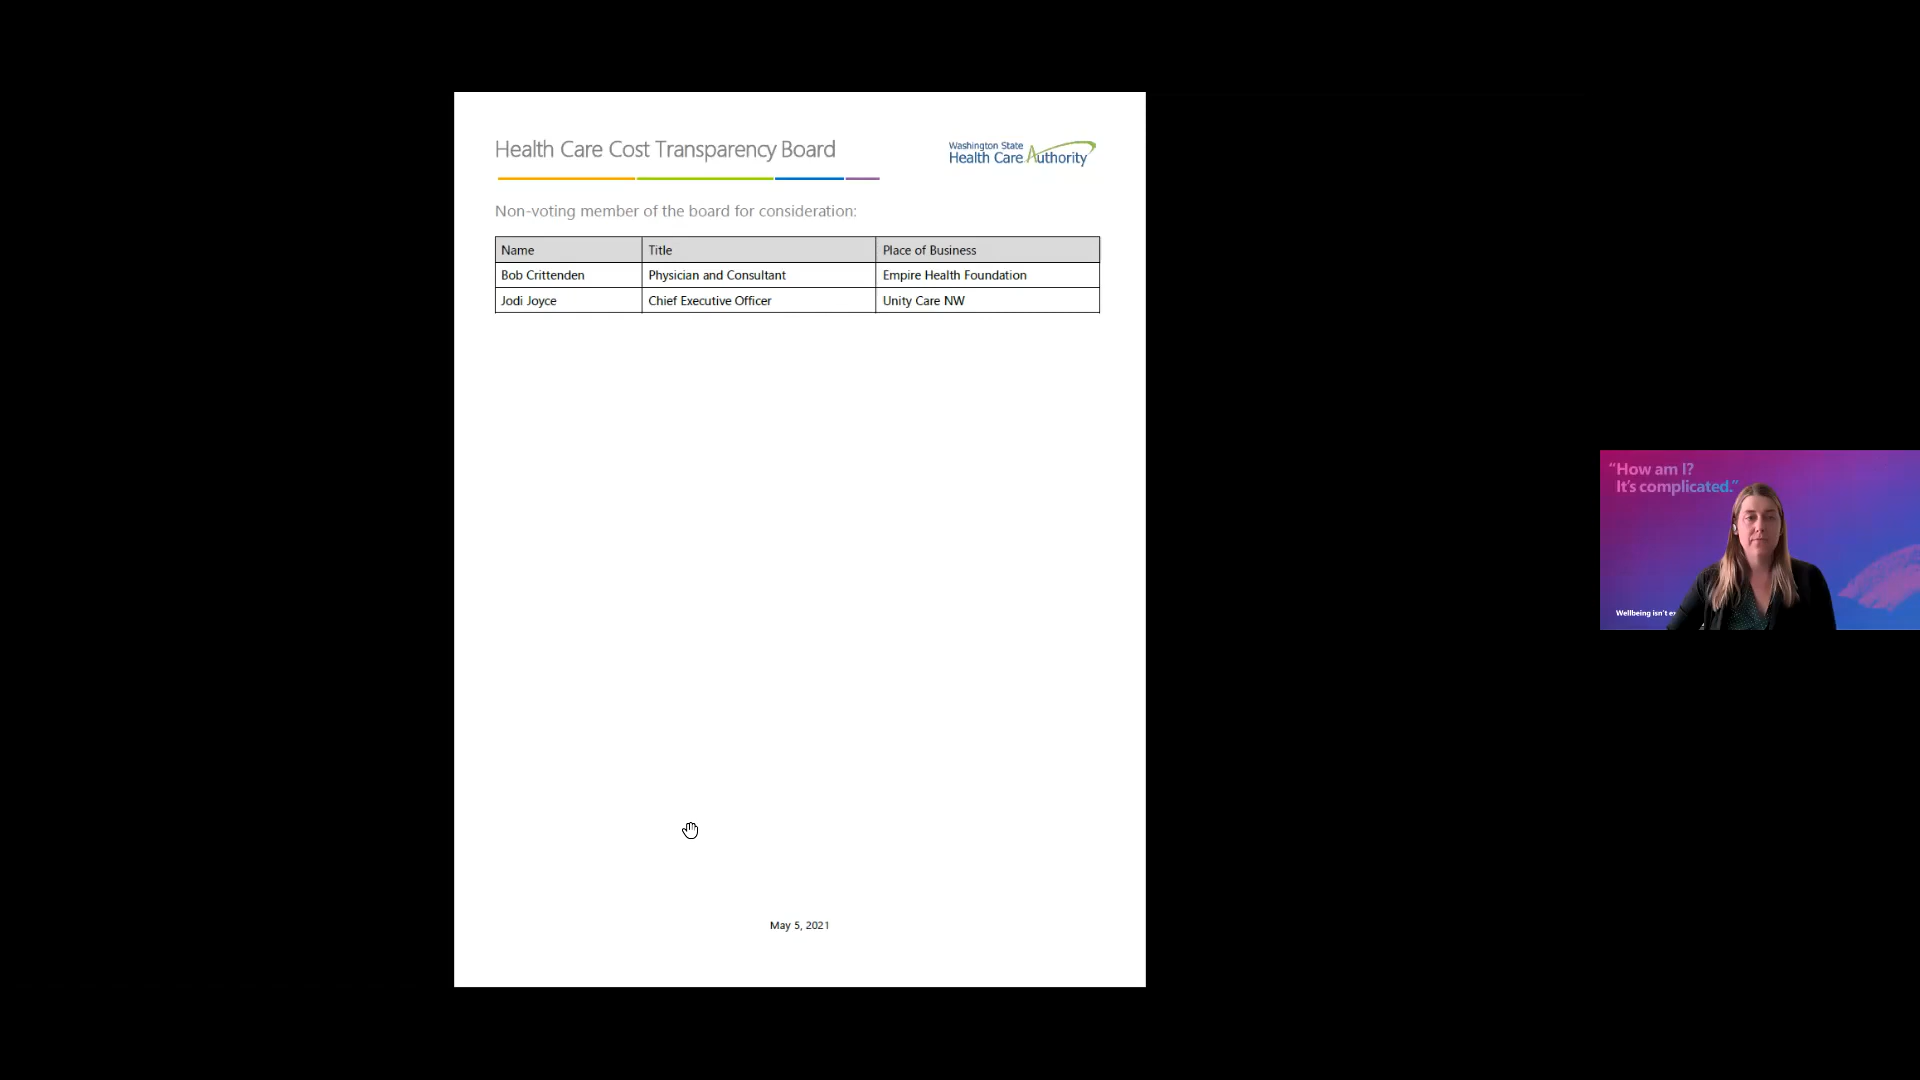 Health Care Cost Transparency Board
Washington State
Health Care Authority
Non-voting member of the board for consideration:
Name Title Place of Business
Bob Crittenden Physician and Consultant Empire Health Foundation
Jodi Joyce Chief Executive Officer Unity Care NW
May 5, 2021
“How am I?
It’s complicated.”
Wellbeing isn’t